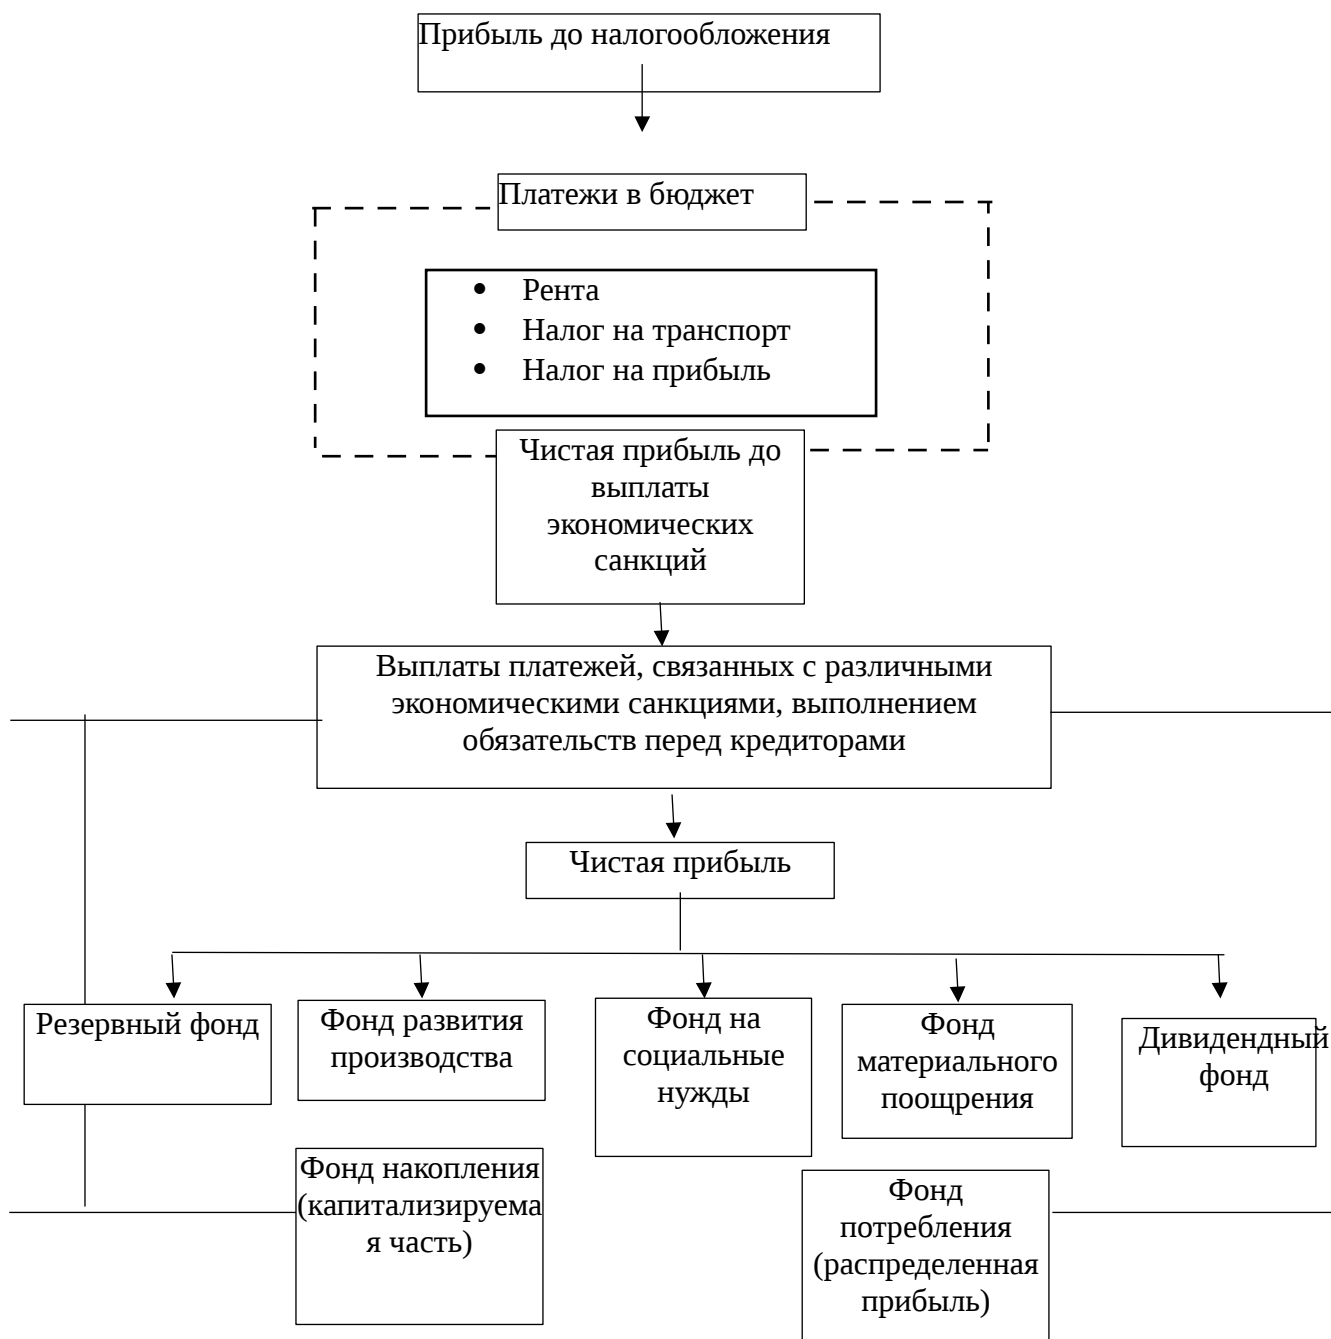 Прибыль до налогообложения
Платежи в бюджет
• Рента
• Налог на транспорт
• Налог на прибыль
Чистая прибыль до
выплаты
экономических
санкций
Выплаты платежей, связанных с различными
экономическими санкциями, выполнением
обязательств перед кредиторами
Чистая прибыль
Резервный фонд
Фонд развития
производства
Фонд на
социальные
нужды
Фонд
материального
поощрения
Дивидендный
фонд
Фонд накопления
(капитализируема
я часть)
Фонд
потребления
(распределенная
прибыль)